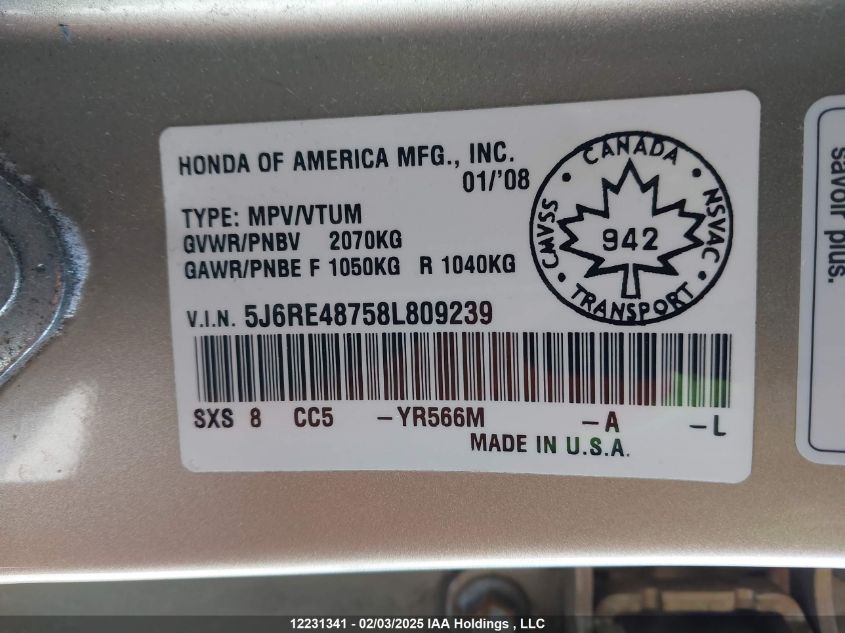 HONDA OF AMERICA MFG., INC.
01/'08
TYPE: MPV/VTUM
GVWR/PNBV 2070KG
GAWR/PNBE F 1050KG R 1040KG
V.I.N. 5J6RE48758L809239
SXS 8 CC5 -YR566M -A -L
MADE IN U.S.A.
CANADA
CMVSS
942
NSVAC
TRANSPORT
savoir plus.
12231341 - 02/03/2025 IAA Holdings , LLC